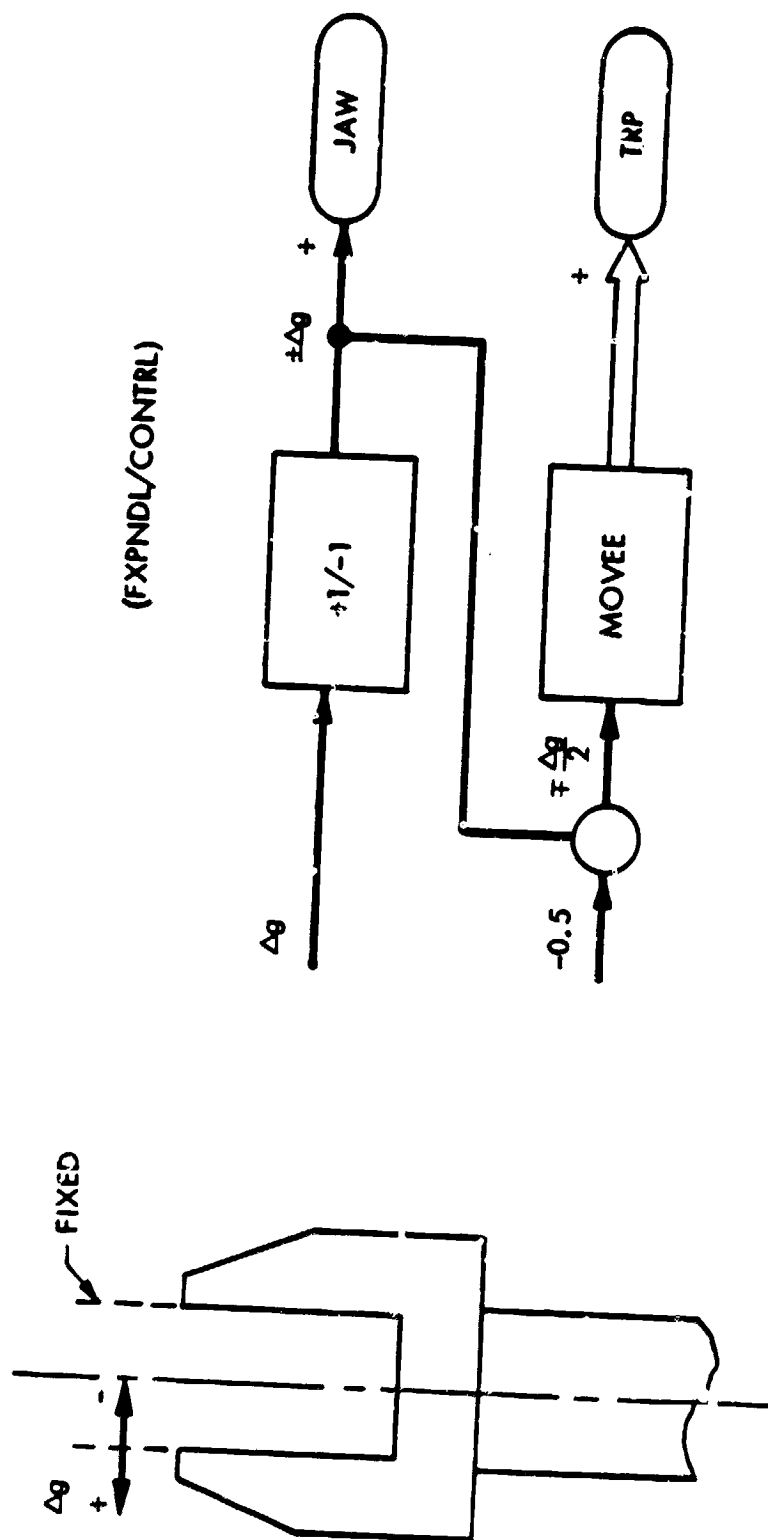 (FXPNDL/CONTRL)
Δg
+1/-1
±Δg
+
JAW
-0.5
∓ Δg/2
MOVEE
+
TRP
Δg
+
-
FIXED